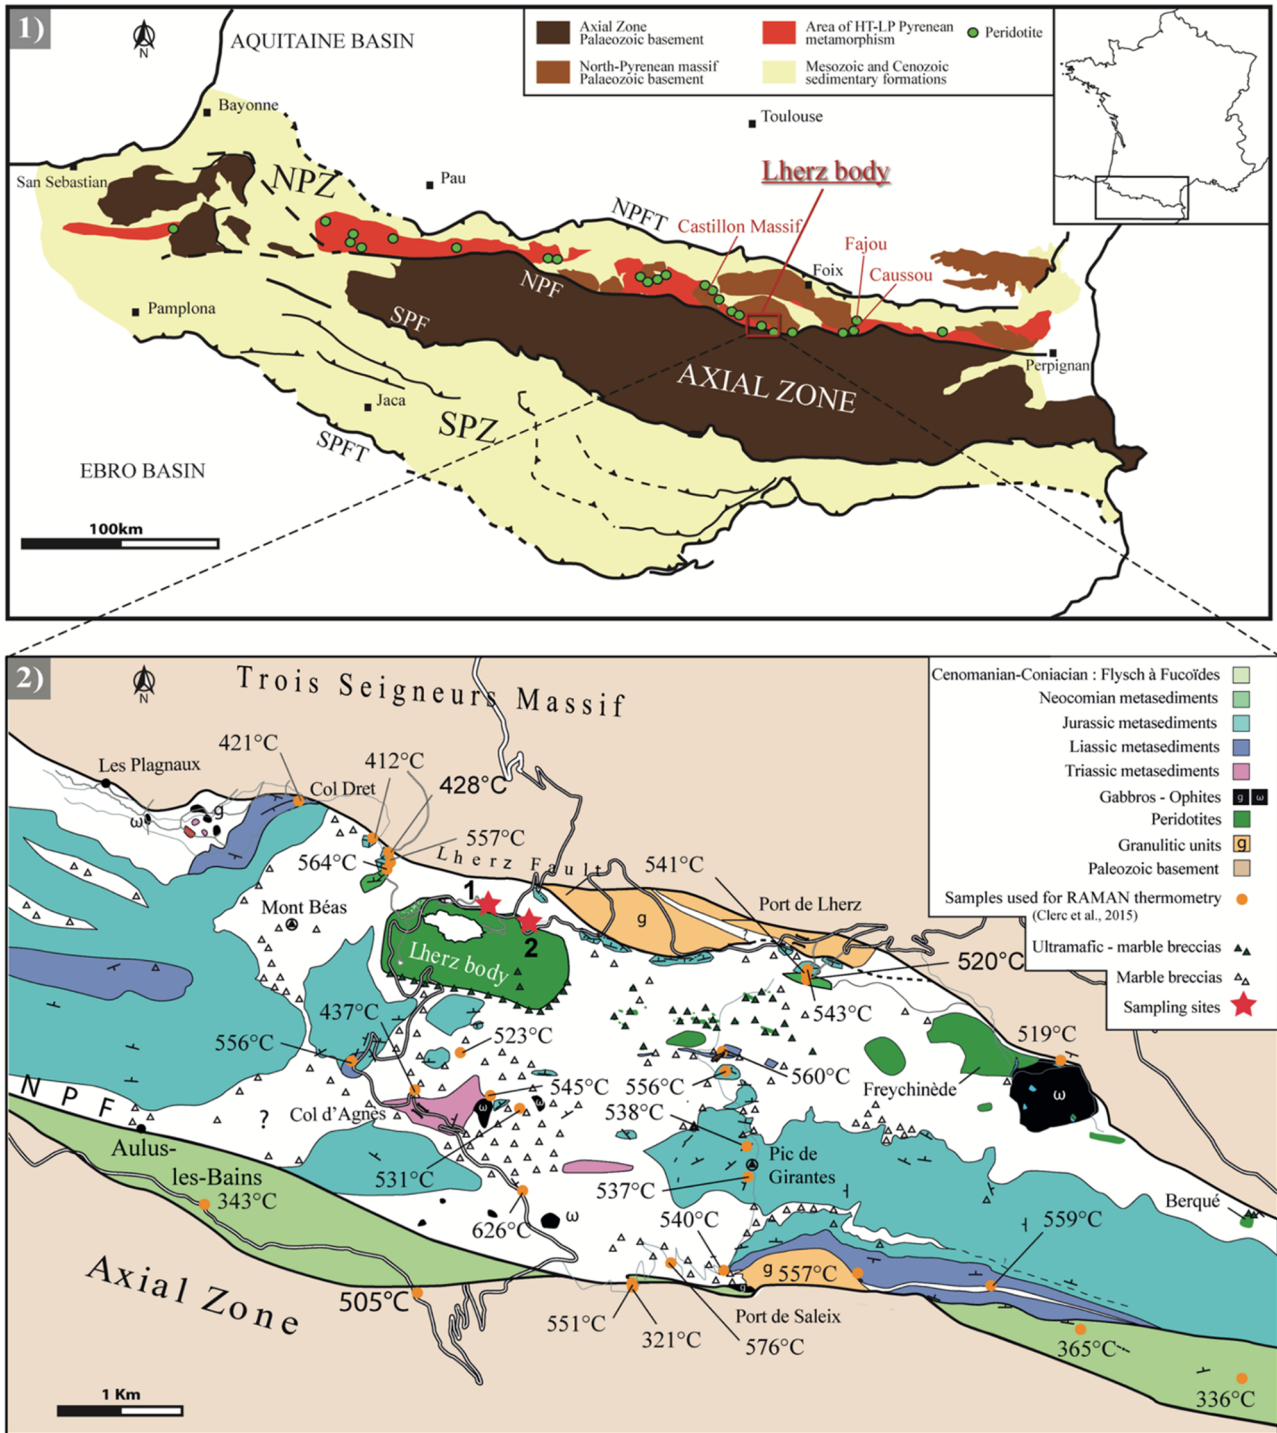 1)
N
AQUITAINE BASIN
Axial Zone
Palaeozoic basement
North-Pyrenean massif
Palaeozoic basement
Area of HT-LP Pyrenean
metamorphism
Mesozoic and Cenozoic
sedimentary formations
Peridotite
Bayonne
Toulouse
San Sebastian
NPZ
Pau
Lherz body
NPFT
Castillon Massif
Fajou
Foix
Caussou
NPF
Pamplona
SPF
Perpignan
AXIAL ZONE
Jaca
SPZ
SPFT
EBRO BASIN
100km
2)
N
Trois Seigneurs Massif
Cenomanian-Coniacian : Flysch à Fucoïdes
Neocomian metasediments
Jurassic metasediments
Liassic metasediments
Triassic metasediments
Gabbros - Ophites
g ω
Peridotites
Granulitic units
g
Paleozoic basement
Samples used for RAMAN thermometry
(Clerc et al., 2015)
Ultramafic - marble breccias
Marble breccias
Sampling sites
421°C
Les Plagnaux
412°C
Col Dret
428°C
ω
g
557°C
564°C
Lherz Fault
541°C
1
Mont Béas
g
Port de Lherz
2
Lherz body
520°C
437°C
543°C
556°C
523°C
519°C
560°C
545°C
556°C
Freychinède
ω
NPF
?
Col d'Agnès
ω
ω
538°C
Aulus-
les-Bains
Pic de
Girantes
531°C
537°C
343°C
626°C
ω
540°C
559°C
Berqué
g
557°C
g
Axial Zone
505°C
551°C
321°C
Port de Saleix
576°C
365°C
336°C
1 Km